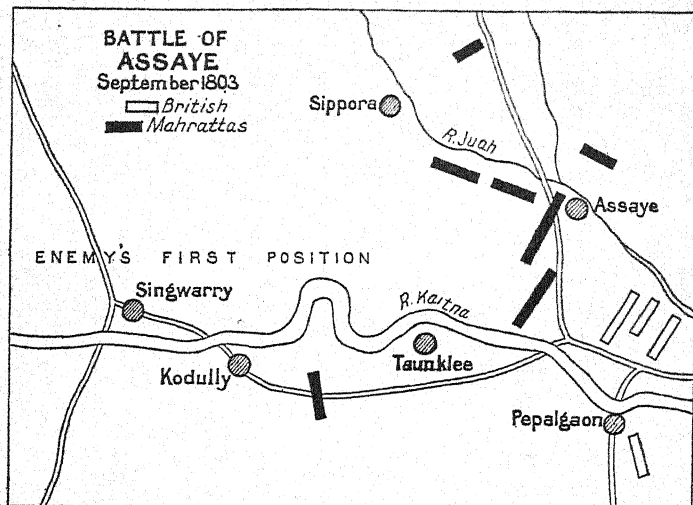 BATTLE OF
ASSAYE
September 1803
British
Mahrattas
Sippora
R. Juah
Assaye
ENEMY'S FIRST POSITION
Singwarry
R. Kaitna
Kodully
Taunklee
Pepalgaon